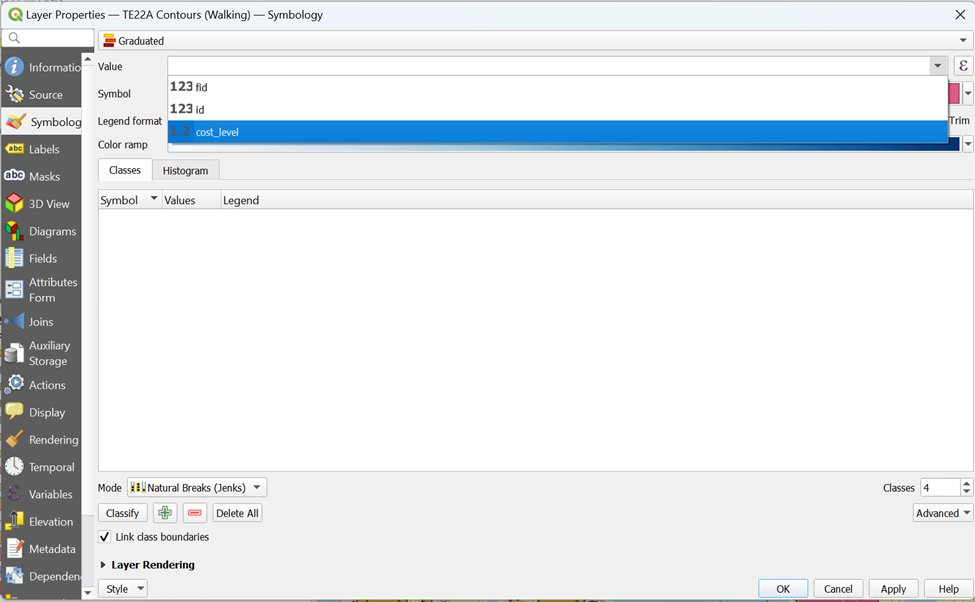 Layer Properties — TE22A Contours (Walking) — Symbology
Graduated
Informatio
Source
Symbolog
Labels
Masks
3D View
Diagrams
Fields
Attributes
Form
Joins
Auxiliary
Storage
Actions
Display
Rendering
Temporal
Variables
Elevation
Metadata
Dependen
Value
ε
123 fid
Symbol
123 id
Legend format
Trim
1.2 cost_level
Color ramp
Classes
Histogram
Symbol
Values
Legend
Mode
Natural Breaks (Jenks)
Classes
4
Classify
Delete All
Advanced
Link class boundaries
Layer Rendering
Style
OK
Cancel
Apply
Help